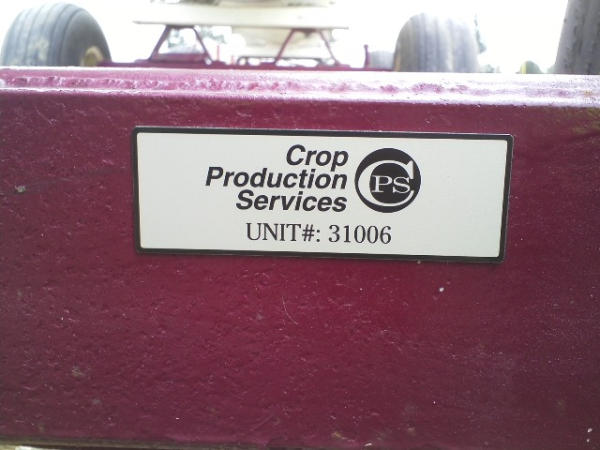 Crop
Production
Services
CPS
UNIT#: 31006